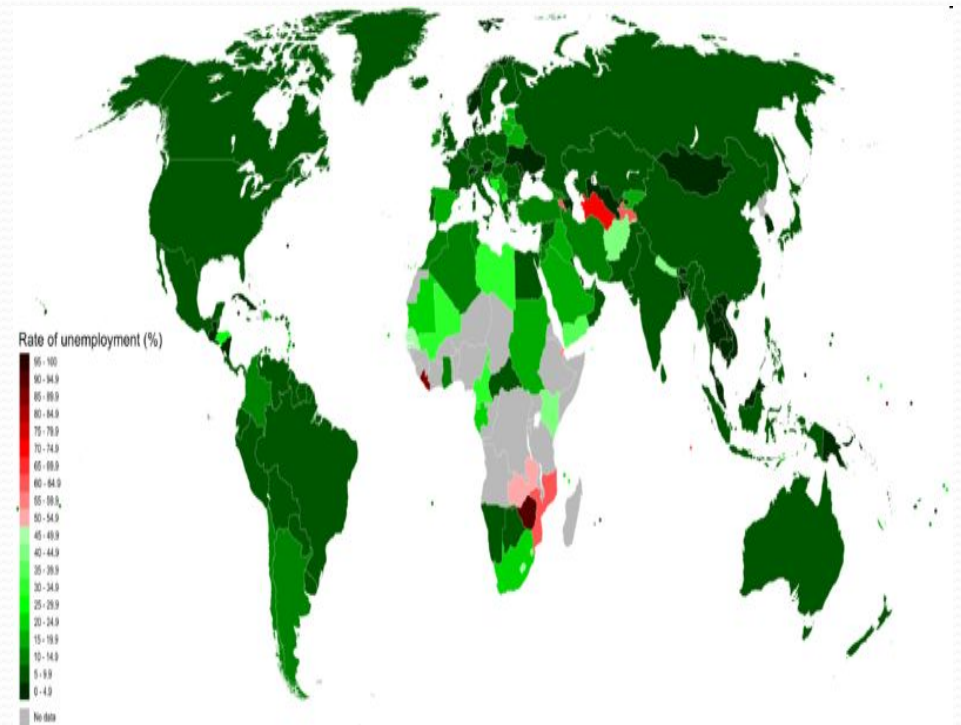 Rate of unemployment (%)
95 - 100
90 - 94.9
85 - 89.9
80 - 84.9
75 - 79.9
70 - 74.9
65 - 69.9
60 - 64.9
55 - 59.9
50 - 54.9
45 - 49.9
40 - 44.9
35 - 39.9
30 - 34.9
25 - 29.9
20 - 24.9
15 - 19.9
10 - 14.9
5 - 9.9
0 - 4.9
No data